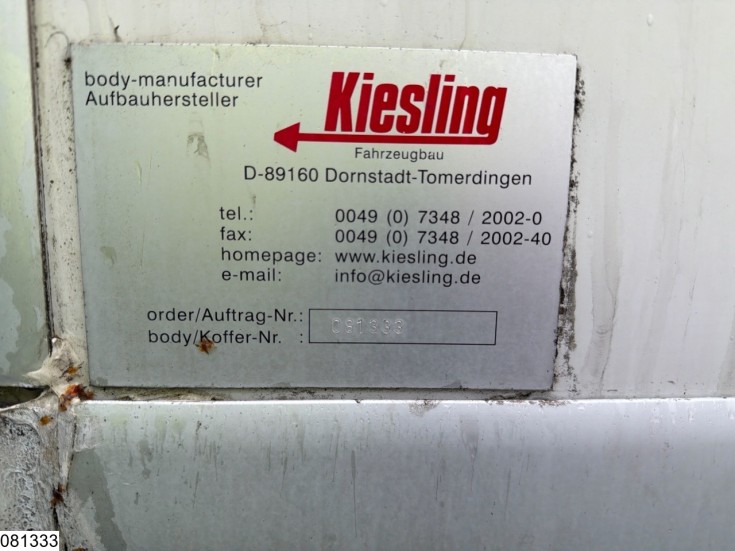 body-manufacturer
Aufbauhersteller
Kiesling
Fahrzeugbau
D-89160 Dornstadt-Tomerdingen
tel.: 0049 (0) 7348 / 2002-0
fax: 0049 (0) 7348 / 2002-40
homepage: www.kiesling.de
e-mail: info@kiesling.de
order/Auftrag-Nr.:
body/Koffer-Nr. :
081333